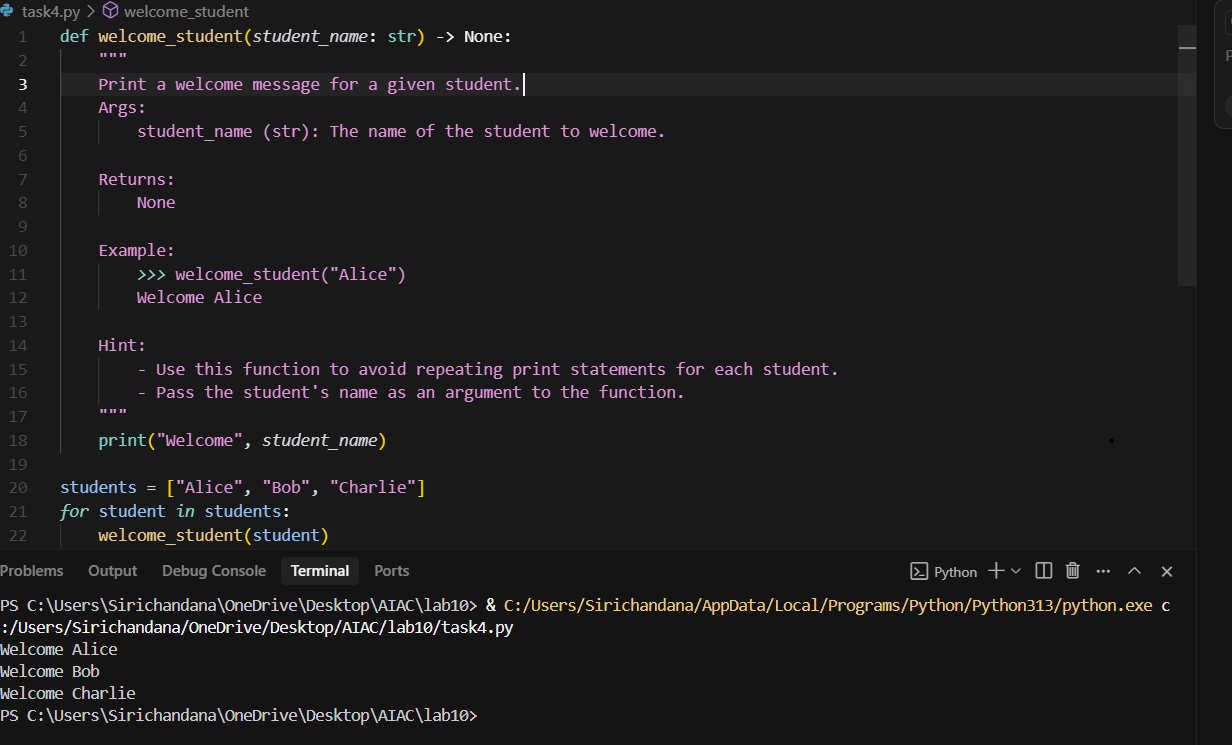 task4.py > welcome_student
1 def welcome_student(student_name: str) -> None:
2     """
3     Print a welcome message for a given student.
4     Args:
5         student_name (str): The name of the student to welcome.
6
7     Returns:
8         None
9
10     Example:
11         >>> welcome_student("Alice")
12         Welcome Alice
13
14     Hint:
15         - Use this function to avoid repeating print statements for each student.
16         - Pass the student's name as an argument to the function.
17     """
18     print("Welcome", student_name)
19
20 students = ["Alice", "Bob", "Charlie"]
21 for student in students:
22     welcome_student(student)
Problems Output Debug Console Terminal Ports Python
PS C:\Users\Sirichandana\OneDrive\Desktop\AIAC\lab10> & C:/Users/Sirichandana/AppData/Local/Programs/Python/Python313/python.exe c
:/Users/Sirichandana/OneDrive/Desktop/AIAC/lab10/task4.py
Welcome Alice
Welcome Bob
Welcome Charlie
PS C:\Users\Sirichandana\OneDrive\Desktop\AIAC\lab10>